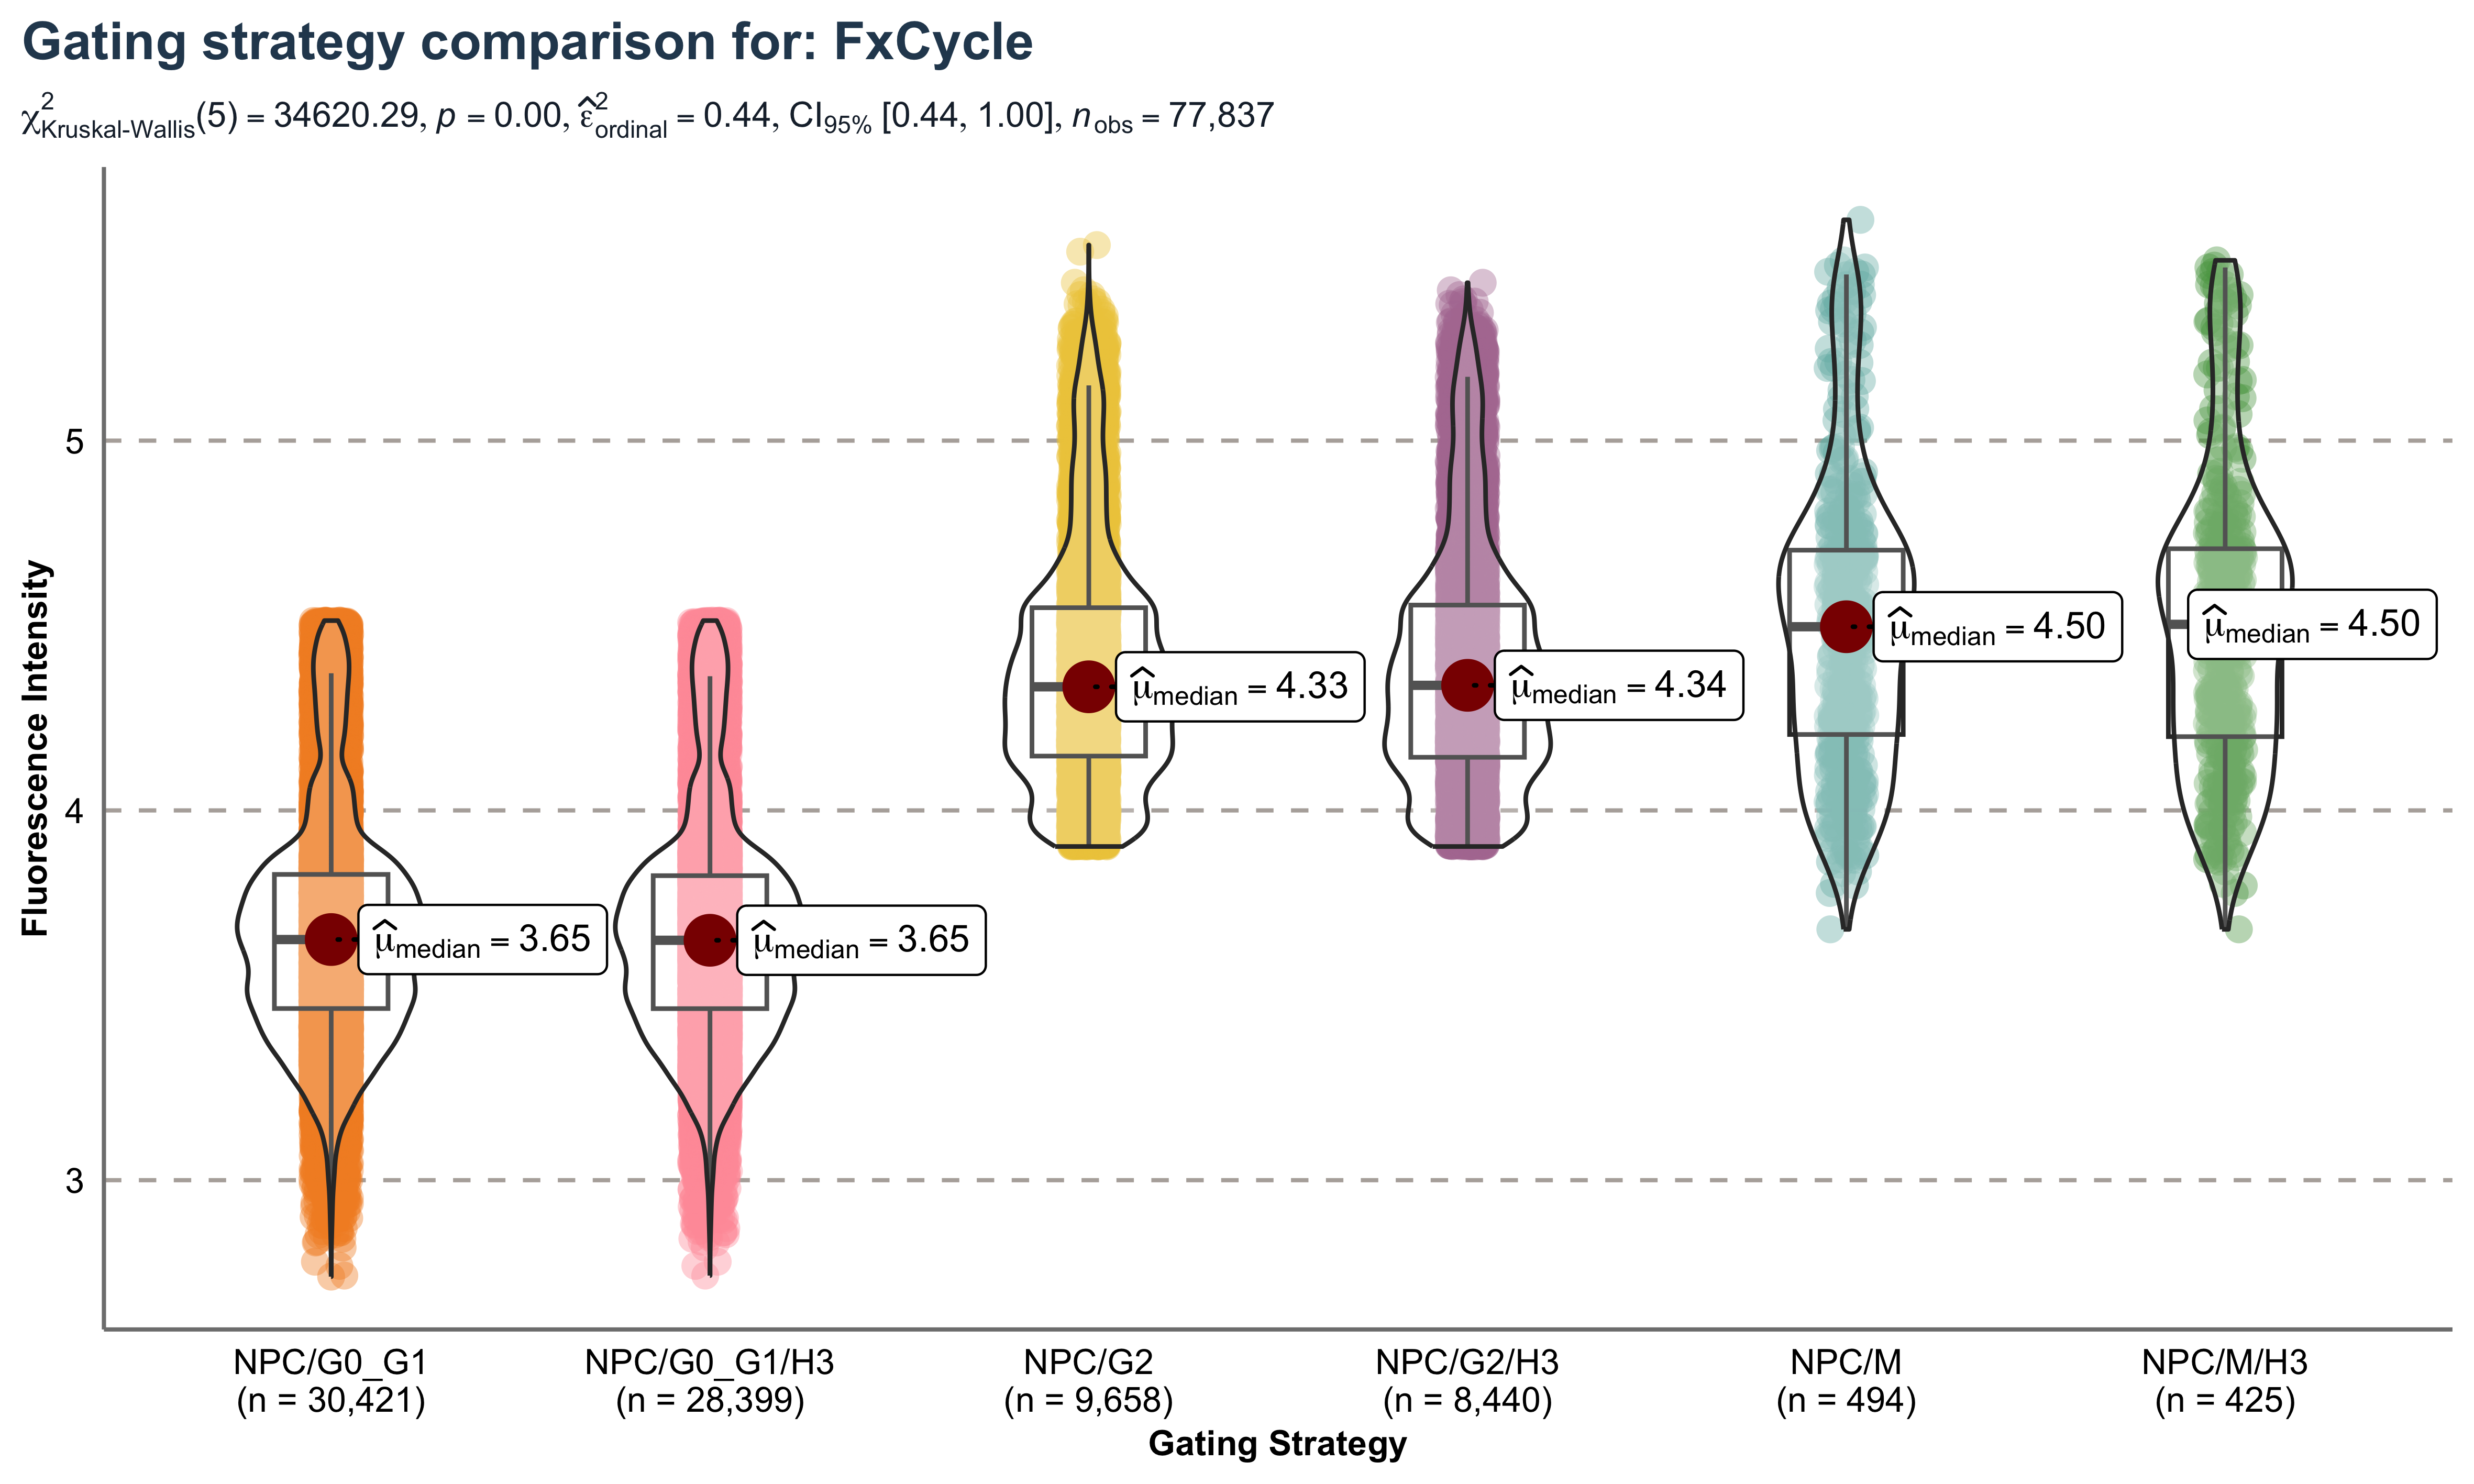 Gating strategy comparison for: FxCycle
χ²Kruskal-Wallis(5) = 34620.29, p = 0.00, ε̂²ordinal = 0.44, CI95% [0.44, 1.00], nobs = 77,837
Fluorescence Intensity
5
4
3
μ̂median = 3.65
μ̂median = 3.65
μ̂median = 4.33
μ̂median = 4.34
μ̂median = 4.50
μ̂median = 4.50
NPC/G0_G1
(n = 30,421)
NPC/G0_G1/H3
(n = 28,399)
NPC/G2
(n = 9,658)
NPC/G2/H3
(n = 8,440)
NPC/M
(n = 494)
NPC/M/H3
(n = 425)
Gating Strategy